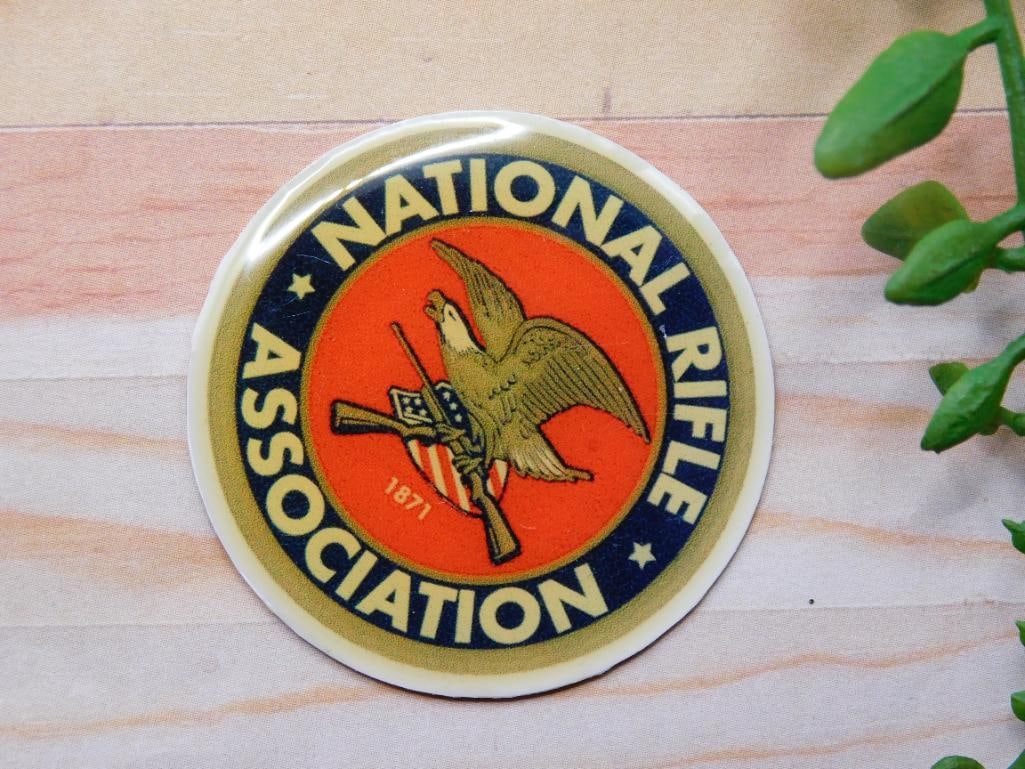 NATIONAL RIFLE
ASSOCIATION
1871